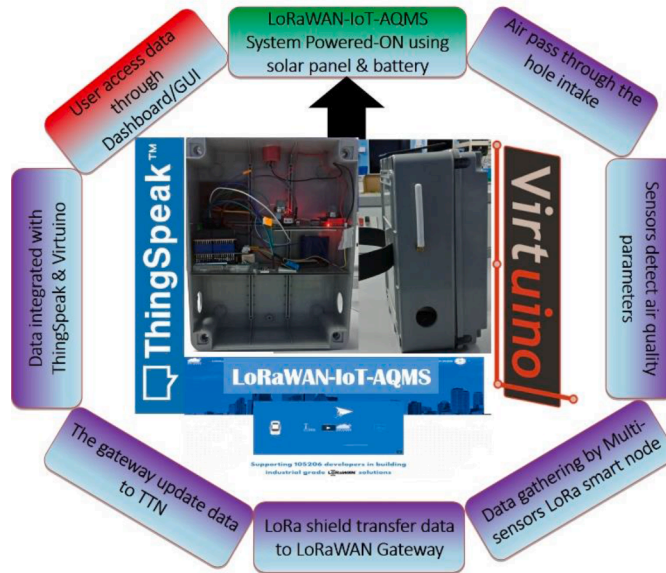 LoRaWAN-IoT-AQMS
System Powered-ON using
solar panel & battery
Air pass through the
hole intake
Sensors detect air quality
parameters
Data gathering by Multi-
sensors LoRa smart node
LoRa shield transfer data
to LoRaWAN Gateway
The gateway update data
to TTN
Data integrated with
ThingSpeak & Virtuino
User access data
through
Dashboard/GUI
ThingSpeak™
Virtuino
LoRaWAN-IoT-AQMS
Supporting 105206 developers in building
industrial grade LoRaWAN solutions